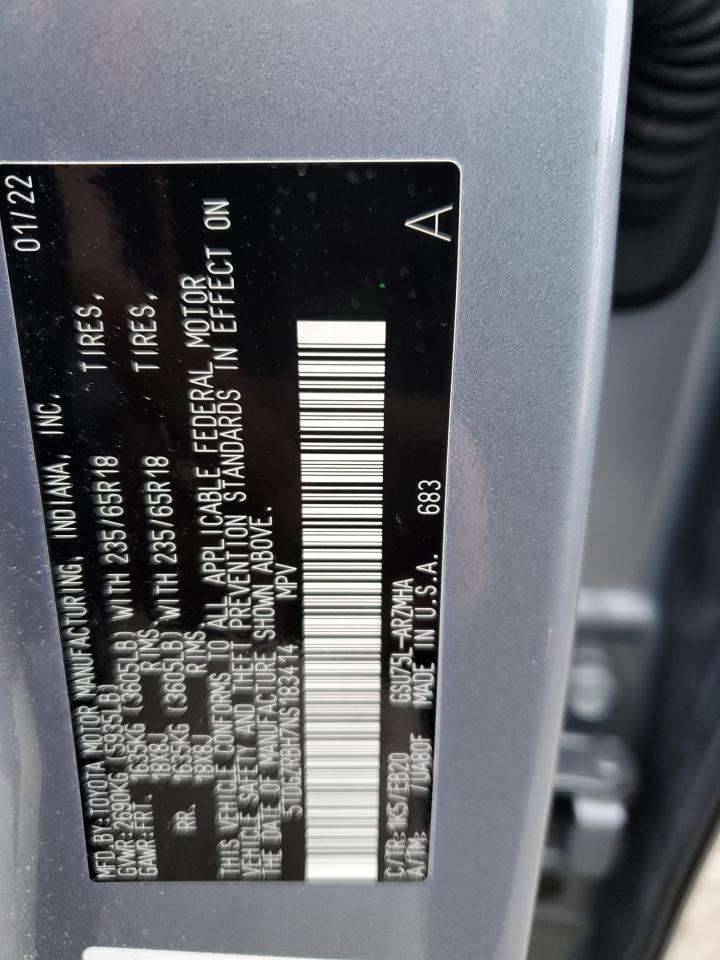 MFD.BY: TOYOTA MOTOR MANUFACTURING, INDIANA, INC. 01/22
GVWR: 2690KG (5935LB)
GAWR: FRT. 1635KG (3605LB) WITH 235/65R18 TIRES,
18X8J RIMS
RR. 1635KG (3605LB) WITH 235/65R18 TIRES,
18X8J RIMS
THIS VEHICLE CONFORMS TO ALL APPLICABLE FEDERAL MOTOR
VEHICLE SAFETY AND THEFT PREVENTION STANDARDS IN EFFECT ON
THE DATE OF MANUFACTURE SHOWN ABOVE.
MPV
C/TR: 1K5/EB20 GSU75L-ARZMHA
A/TM: /UA80F MADE IN U.S.A. 683 A